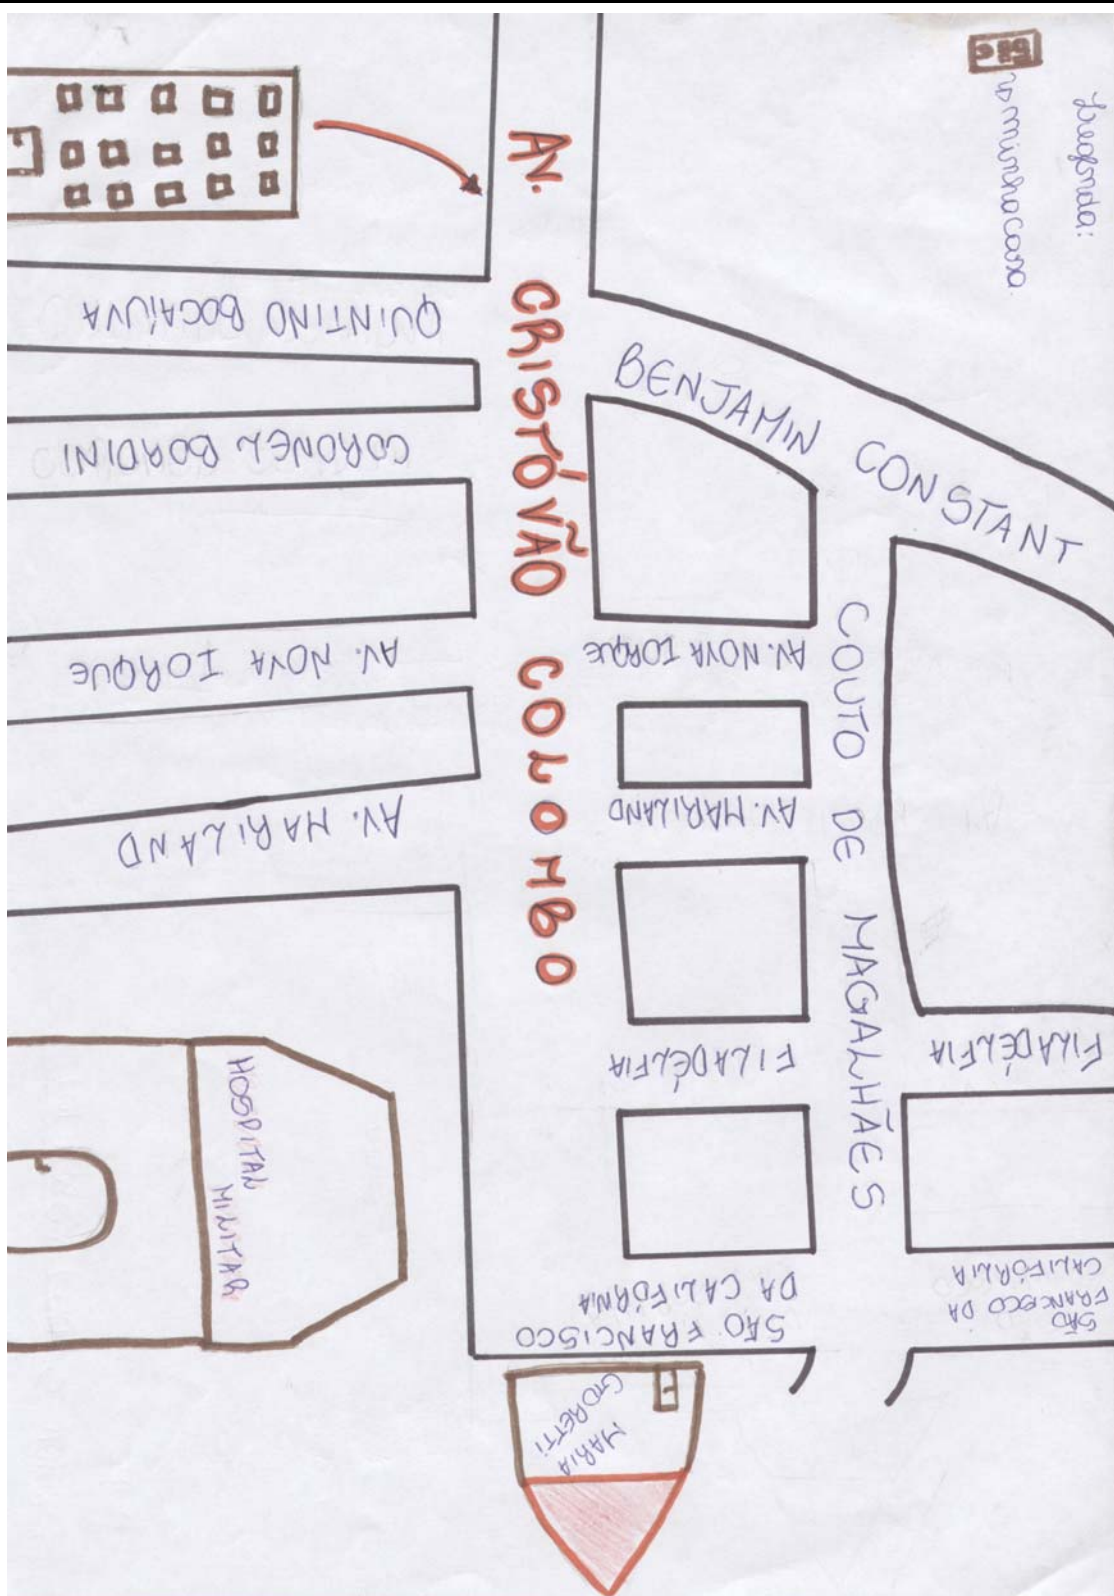 Legenda:
→ minha casa
AV. CRISTÓVÃO COLOMBO
QUINTINO BOCAIÚVA
BENJAMIN CONSTANT
CORONEL BORDINI
AV. NOVA IORQUE
AV. NOVA IORQUE
COUTO DE MAGALHÃES
AV. MARILAND
AV. MARILAND
FILADÉLFIA
FILADÉLFIA
HOSPITAL
MILITAR
SÃO FRANCISCO
DA CALIFÓRNIA
SÃO
FRANCISCO DA
CALIFÓRLIA
MARIA
GORETTI